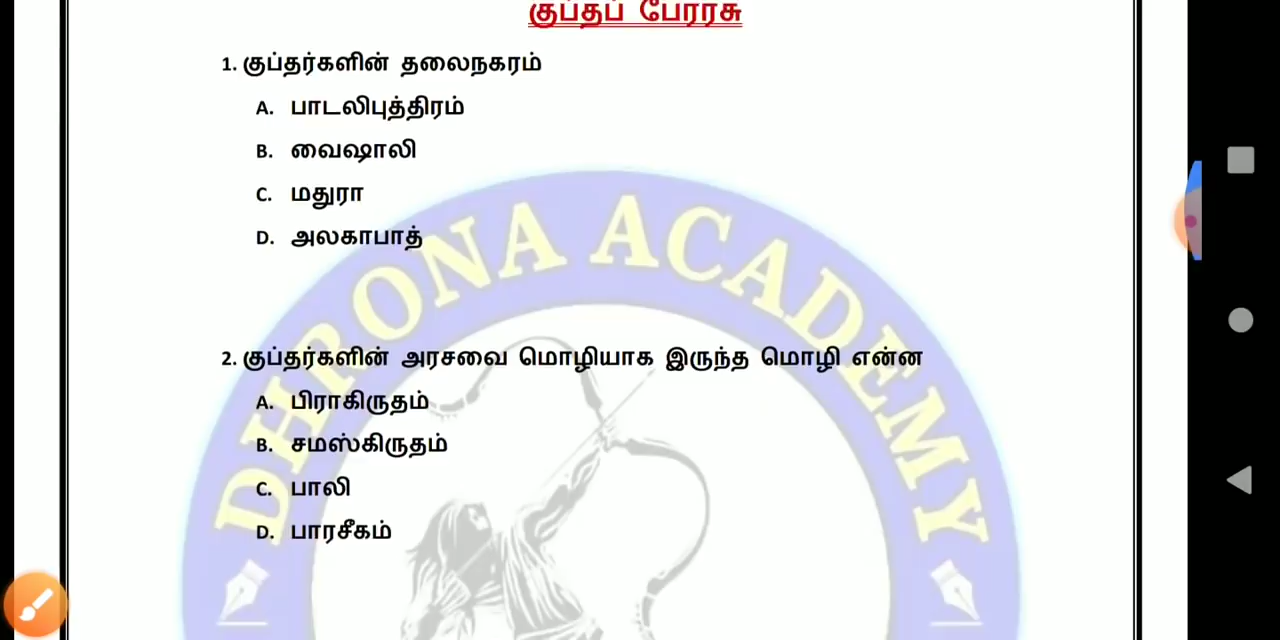 குப்தப் பேரரசு
1. குப்தர்களின் தலைநகரம்
A. பாடலிபுத்திரம்
B. வைஷாலி
C. மதுரா
D. அலகாபாத்
2. குப்தர்களின் அரசவை மொழியாக இருந்த மொழி என்ன
A. பிராகிருதம்
B. சமஸ்கிருதம்
C. பாலி
D. பாரசீகம்
DHRONA ACADEMY